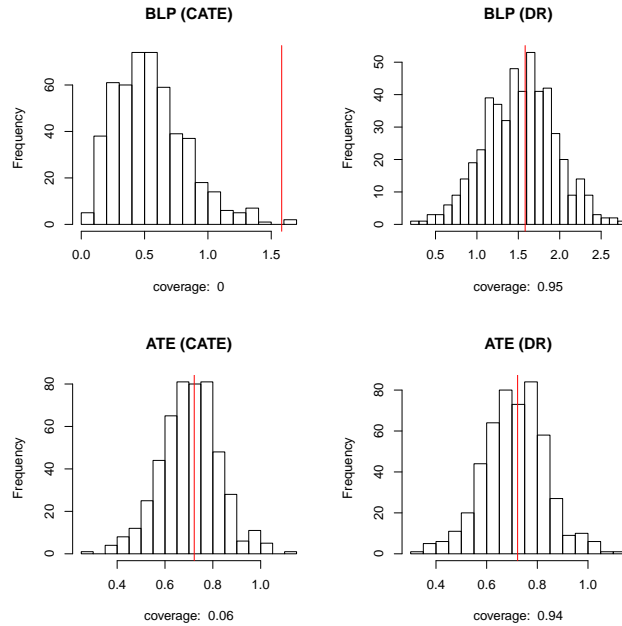 BLP (CATE)
Frequency
0 20 40 60
0.0 0.5 1.0 1.5
coverage: 0
BLP (DR)
Frequency
0 10 20 30 40 50
0.5 1.0 1.5 2.0 2.5
coverage: 0.95
ATE (CATE)
Frequency
0 20 40 60 80
0.4 0.6 0.8 1.0
coverage: 0.06
ATE (DR)
Frequency
0 20 40 60 80
0.4 0.6 0.8 1.0
coverage: 0.94